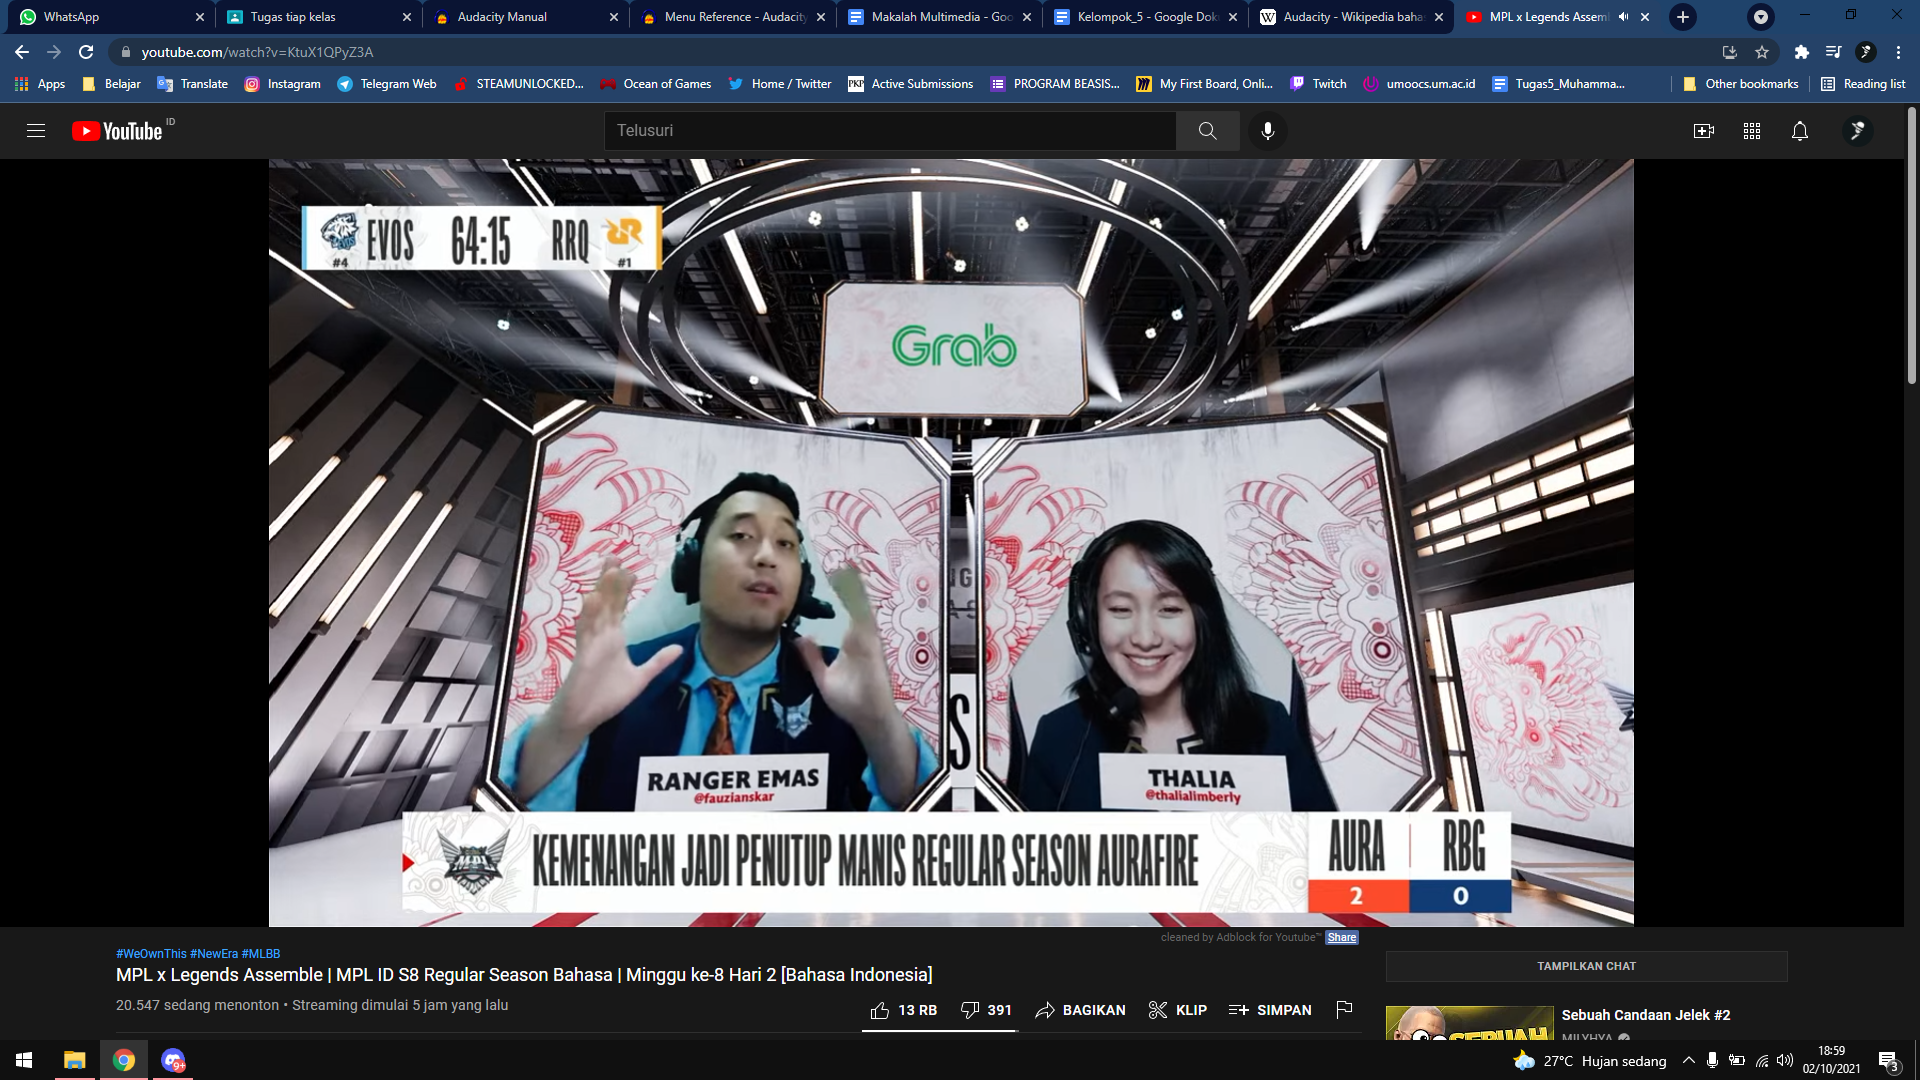 WhatsApp
Tugas tiap kelas
Audacity Manual
Menu Reference - Audacity
Makalah Multimedia - Goo
Kelompok_5 - Google Dok
Audacity - Wikipedia bahas
MPL x Legends Assem
youtube.com/watch?v=KtuX1QPyZ3A
Apps
Belajar
Translate
Instagram
Telegram Web
STEAMUNLOCKED...
Ocean of Games
Home / Twitter
PKP
Active Submissions
PROGRAM BEASIS...
My First Board, Onli...
Twitch
umoocs.um.ac.id
Tugas5_Muhamma...
Other bookmarks
Reading list
YouTube ID
Telusuri
EVOS 64:15 RRQ
#4 #1
Grab
RANGER EMAS
@fauzianskar
THALIA
@thalialimberly
KEMENANGAN JADI PENUTUP MANIS REGULAR SEASON AURAFIRE
AURA RBG
2 0
cleaned by Adblock for Youtube™ Share
#WeOwnThis #NewEra #MLBB
MPL x Legends Assemble | MPL ID S8 Regular Season Bahasa | Minggu ke-8 Hari 2 [Bahasa Indonesia]
20.547 sedang menonton • Streaming dimulai 5 jam yang lalu
13 RB
391
BAGIKAN
KLIP
SIMPAN
TAMPILKAN CHAT
SEBUAH
Sebuah Candaan Jelek #2
MILYHYA
9+
27°C Hujan sedang
18:59
02/10/2021
3